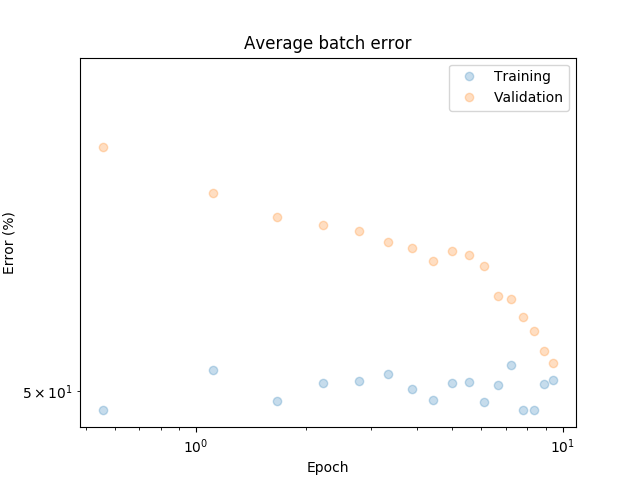 Average batch error
Training
Validation
Error (%)
5 × 10¹
10⁰
10¹
Epoch